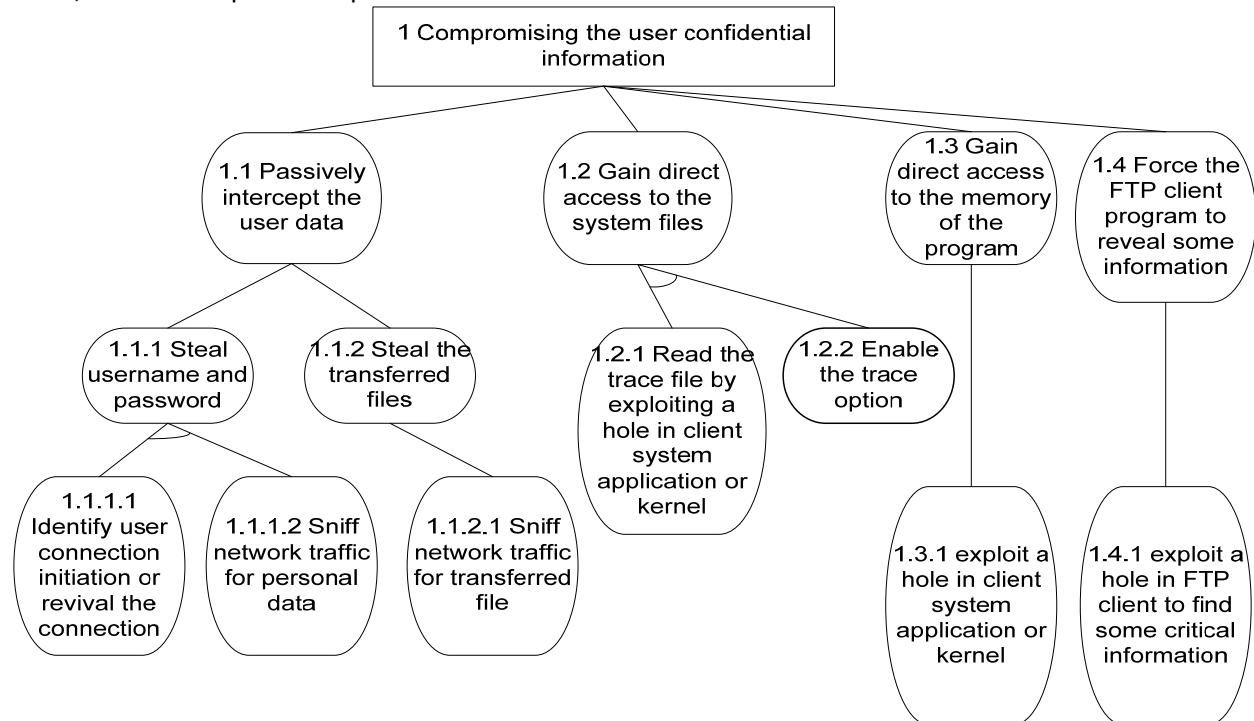 1 Compromising the user confidential
information
1.1 Passively
intercept the
user data
1.2 Gain direct
access to the
system files
1.3 Gain
direct access
to the memory
of the
program
1.4 Force the
FTP client
program to
reveal some
information
1.1.1 Steal
username and
password
1.1.2 Steal the
transferred
files
1.2.1 Read the
trace file by
exploiting a
hole in client
system
application or
kernel
1.2.2 Enable
the trace
option
1.1.1.1
Identify user
connection
initiation or
revival the
connection
1.1.1.2 Sniff
network traffic
for personal
data
1.1.2.1 Sniff
network traffic
for transferred
file
1.3.1 exploit a
hole in client
system
application or
kernel
1.4.1 exploit a
hole in FTP
client to find
some critical
information